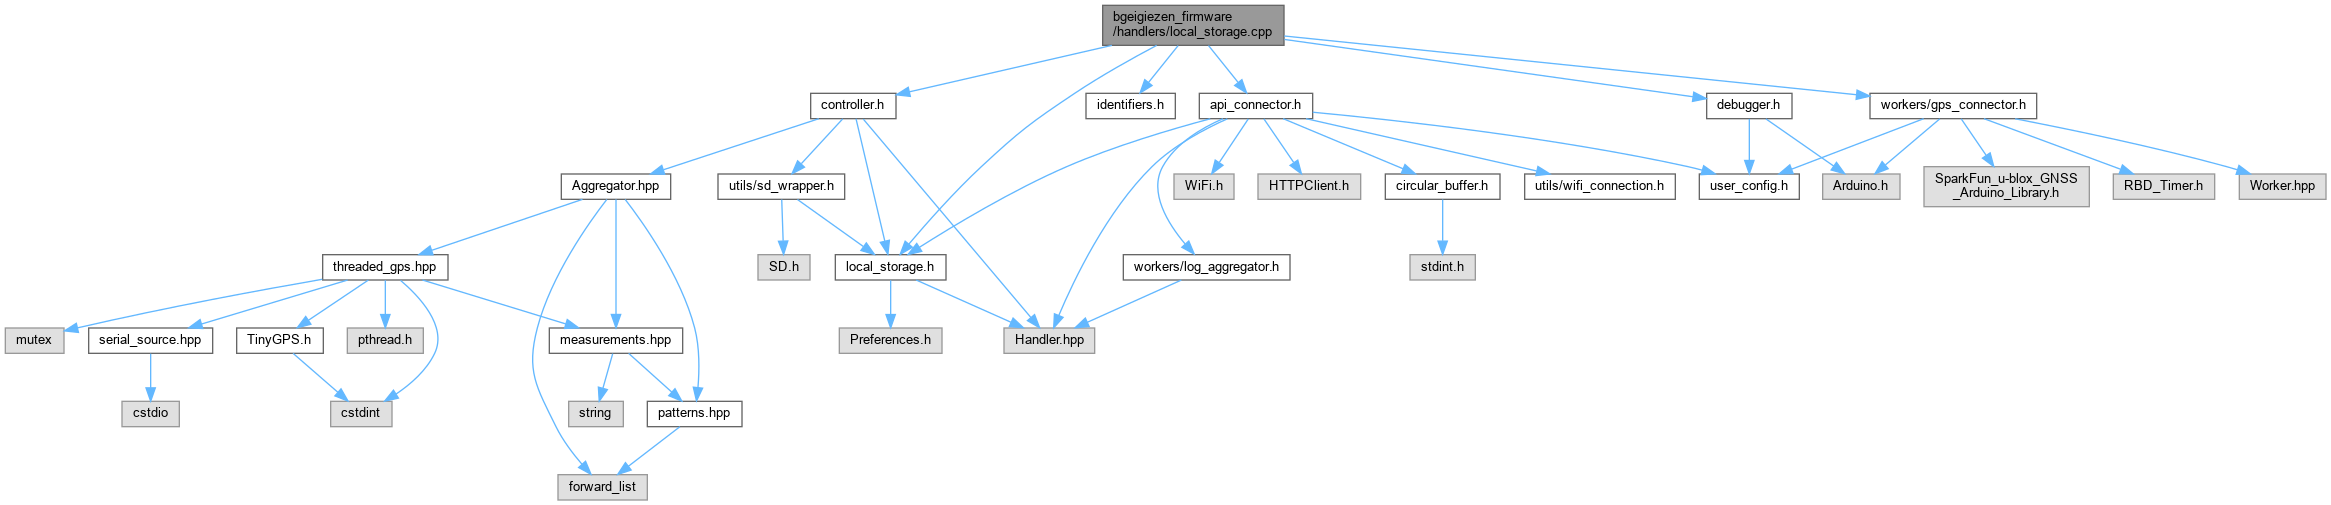 bgeigiezen_firmware
/handlers/local_storage.cpp
controller.h
identifiers.h
api_connector.h
debugger.h
workers/gps_connector.h
Aggregator.hpp
utils/sd_wrapper.h
WiFi.h
HTTPClient.h
circular_buffer.h
utils/wifi_connection.h
user_config.h
Arduino.h
SparkFun_u-blox_GNSS
_Arduino_Library.h
RBD_Timer.h
Worker.hpp
threaded_gps.hpp
SD.h
local_storage.h
workers/log_aggregator.h
stdint.h
mutex
serial_source.hpp
TinyGPS.h
pthread.h
measurements.hpp
Preferences.h
Handler.hpp
cstdio
cstdint
string
patterns.hpp
forward_list